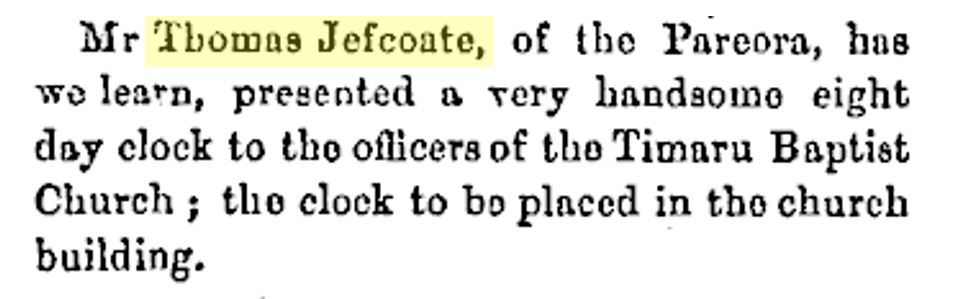 Mr Thomas Jefcoate, of the Pareora, has
we learn, presented a very handsome eight
day clock to the officers of the Timaru Baptist
Church ; the clock to be placed in the church
building.